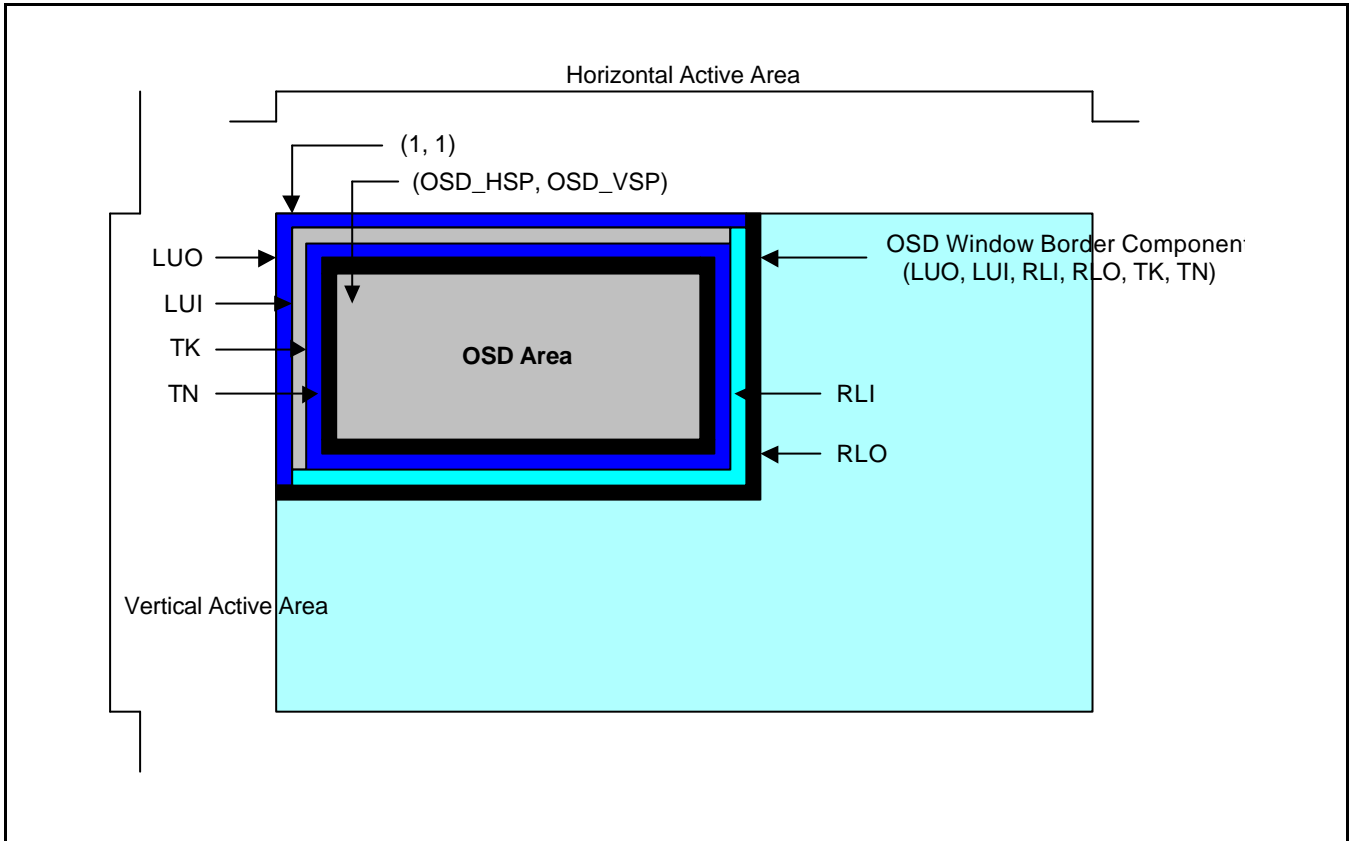 Horizontal Active Area
(1, 1)
(OSD_HSP, OSD_VSP)
LUO
OSD Window Border Componen
(LUO, LUI, RLI, RLO, TK, TN)
LUI
TK
OSD Area
TN
RLI
RLO
Vertical Active Area